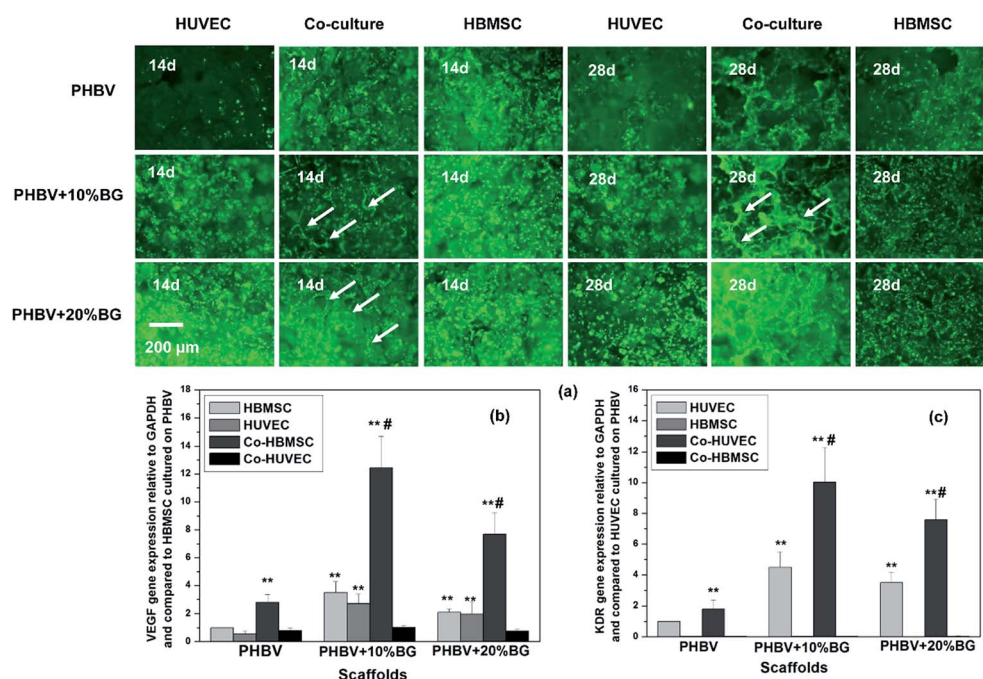 HUVEC Co-culture HBMSC HUVEC Co-culture HBMSC
PHBV
14d 14d 14d 28d 28d 28d
PHBV+10%BG
14d 14d 14d 28d 28d 28d
PHBV+20%BG
14d 14d 14d 28d 28d 28d
200 µm
(a)
VEGF gene expression relative to GAPDH
and compared to HBMSC cultured on PHBV
18
16
14
12
10
8
6
4
2
0
HBMSC
HUVEC
Co-HBMSC
Co-HUVEC
(b)
**
** ** **#
** ** **#
PHBV PHBV+10%BG PHBV+20%BG
Scaffolds
KDR gene expression relative to GAPDH
and compared to HUVEC cultured on PHBV
16
14
12
10
8
6
4
2
0
HUVEC
HBMSC
Co-HUVEC
Co-HBMSC
(c)
**
** **#
** **#
PHBV PHBV+10%BG PHBV+20%BG
Scaffolds